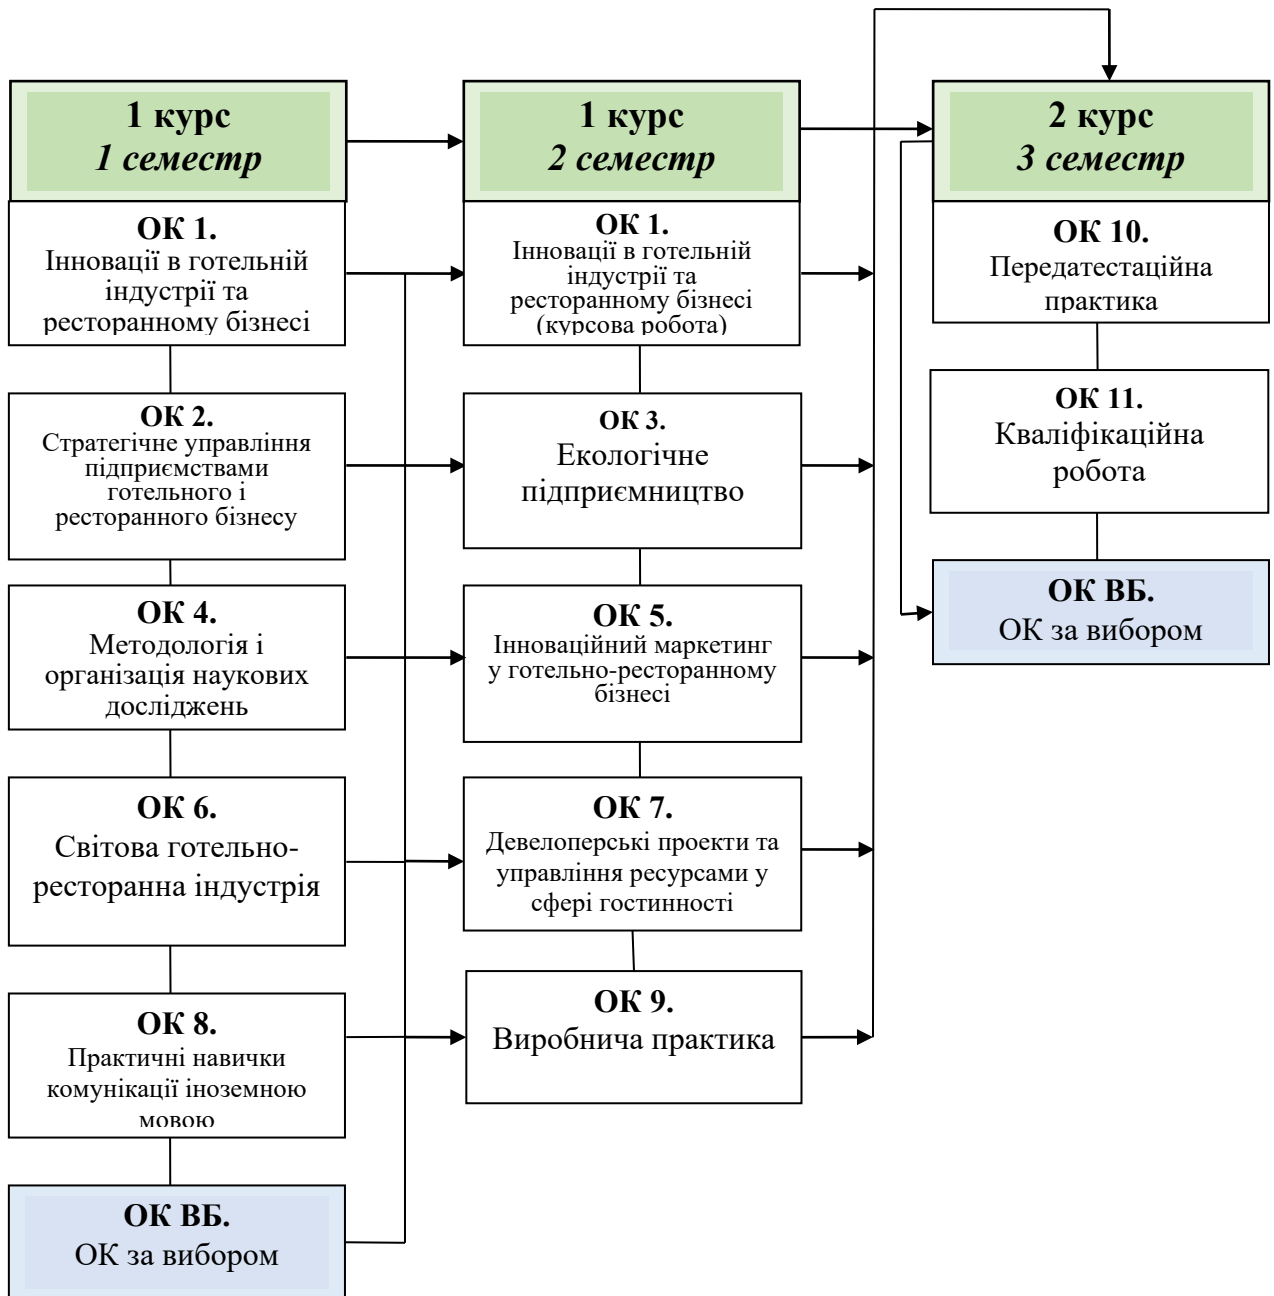 1 курс
1 семестр
ОК 1.
Інновації в готельній
індустрії та
ресторанному бізнесі
ОК 2.
Стратегічне управління
підприємствами
готельного і
ресторанного бізнесу
ОК 4.
Методологія і
організація наукових
досліджень
ОК 6.
Світова готельно-
ресторанна індустрія
ОК 8.
Практичні навички
комунікації іноземною
мовою
ОК ВБ.
ОК за вибором
1 курс
2 семестр
ОК 1.
Інновації в готельній
індустрії та
ресторанному бізнесі
(курсова робота)
ОК 3.
Екологічне
підприємництво
ОК 5.
Інноваційний маркетинг
у готельно-ресторанному
бізнесі
ОК 7.
Девелоперські проекти та
управління ресурсами у
сфері гостинності
ОК 9.
Виробнича практика
2 курс
3 семестр
ОК 10.
Передатестаційна
практика
ОК 11.
Кваліфікаційна
робота
ОК ВБ.
ОК за вибором